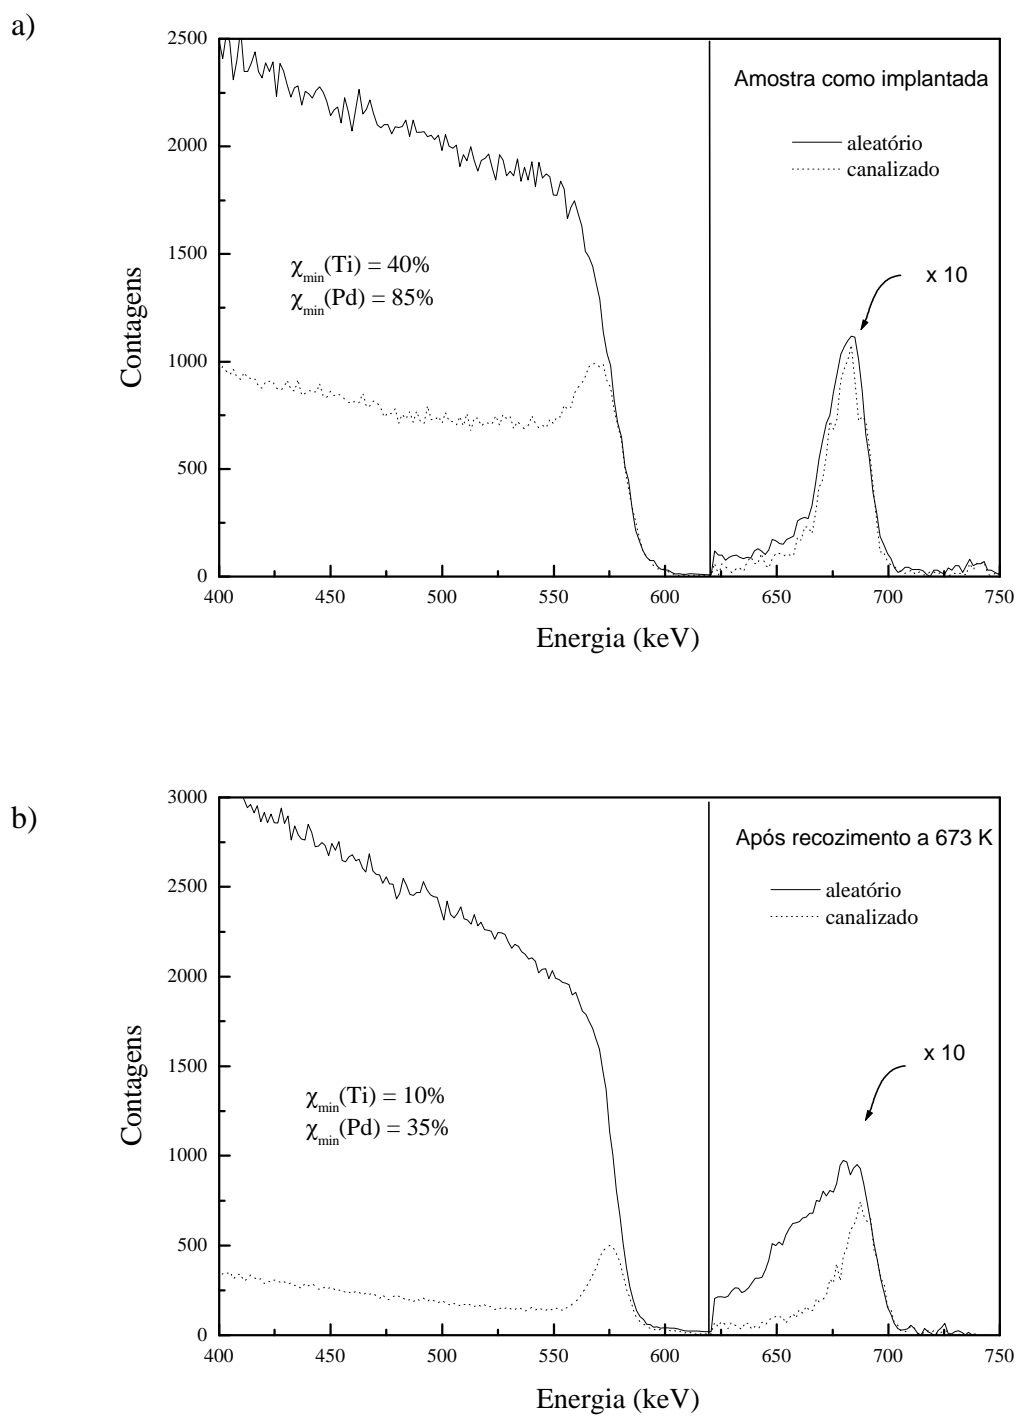 a)
2500
2000
1500
1000
500
0
Contagens
Amostra como implantada
aleatório
canalizado
χmin(Ti) = 40%
χmin(Pd) = 85%
x 10
400 450 500 550 600 650 700 750
Energia (keV)
b)
3000
2500
2000
1500
1000
500
0
Contagens
Após recozimento a 673 K
aleatório
canalizado
x 10
χmin(Ti) = 10%
χmin(Pd) = 35%
400 450 500 550 600 650 700 750
Energia (keV)